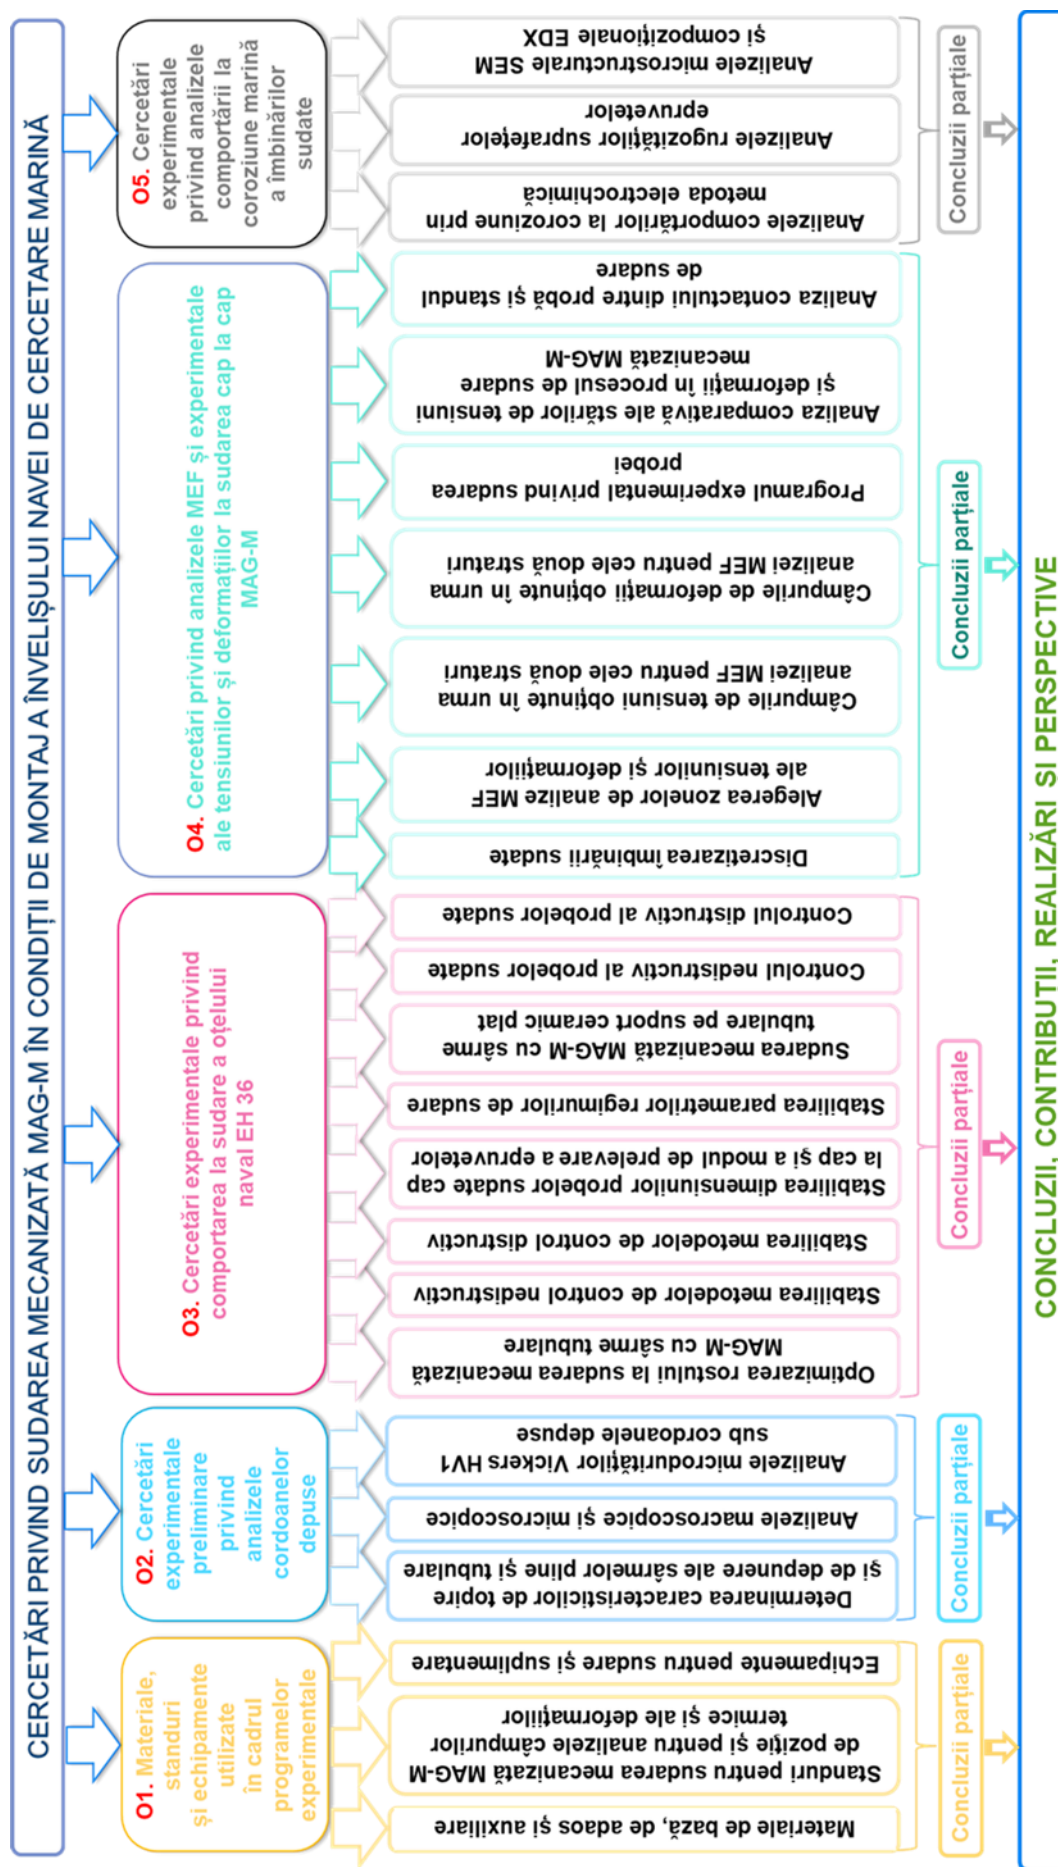 CERCETĂRI PRIVIND SUDAREA MECANIZATĂ MAG-M ÎN CONDIȚII DE MONTAJ A ÎNVELIȘULUI NAVEI DE CERCETARE MARINĂ
O1. Materiale,
standuri
și echipamente
utilizate
în cadrul
programelor
experimentale
Materiale de bază, de adaos și auxiliare
Standuri pentru sudarea mecanizată MAG-M
de poziție și pentru analizele câmpurilor
termice și ale deformațiilor
Echipamente pentru sudare și suplimentare
Concluzii parțiale
O2. Cercetări
experimentale
preliminare
privind
analizele
cordoanelor
depuse
Determinarea caracteristicilor de topire
și de depunere ale sârmelor pline și tubulare
Analizele macroscopice și microscopice
Analizele microdurităților Vickers HV1
sub cordoanele depuse
Concluzii parțiale
O3. Cercetări experimentale privind
comportarea la sudare a oțelului
naval EH 36
Optimizarea rostului la sudarea mecanizată
MAG-M cu sârme tubulare
Stabilirea metodelor de control nedistructiv
Stabilirea metodelor de control distructiv
Stabilirea dimensiunilor probelor sudate cap
la cap și a modul de prelevare a epruvetelor
Stabilirea parametrilor regimurilor de sudare
Sudarea mecanizată MAG-M cu sârme
tubulare pe suport ceramic plat
Controlul nedistructiv al probelor sudate
Controlul distructiv al probelor sudate
Concluzii parțiale
O4. Cercetări privind analizele MEF și experimentale
ale tensiunilor și deformațiilor la sudarea cap la cap
MAG-M
Discretizarea îmbinării sudate
Alegerea zonelor de analize MEF
ale tensiunilor și deformațiilor
Câmpurile de tensiuni obținute în urma
analizei MEF pentru cele două straturi
Câmpurile de deformații obținute în urma
analizei MEF pentru cele două straturi
Programul experimental privind sudarea
probei
Analiza comparativă ale stărilor de tensiuni
și deformații în procesul de sudare
mecanizată MAG-M
Analiza contactului dintre probă și standul
de sudare
Concluzii parțiale
O5. Cercetări
experimentale
privind analizele
comportării la
coroziune marină
a îmbinărilor
sudate
Analizele comportărilor la coroziune prin
metoda electrochimică
Analizele rugozităților suprafețelor
epruvetelor
Analizele microstructurale SEM
și compoziționale EDX
Concluzii parțiale
CONCLUZII, CONTRIBUTII, REALIZĂRI SI PERSPECTIVE